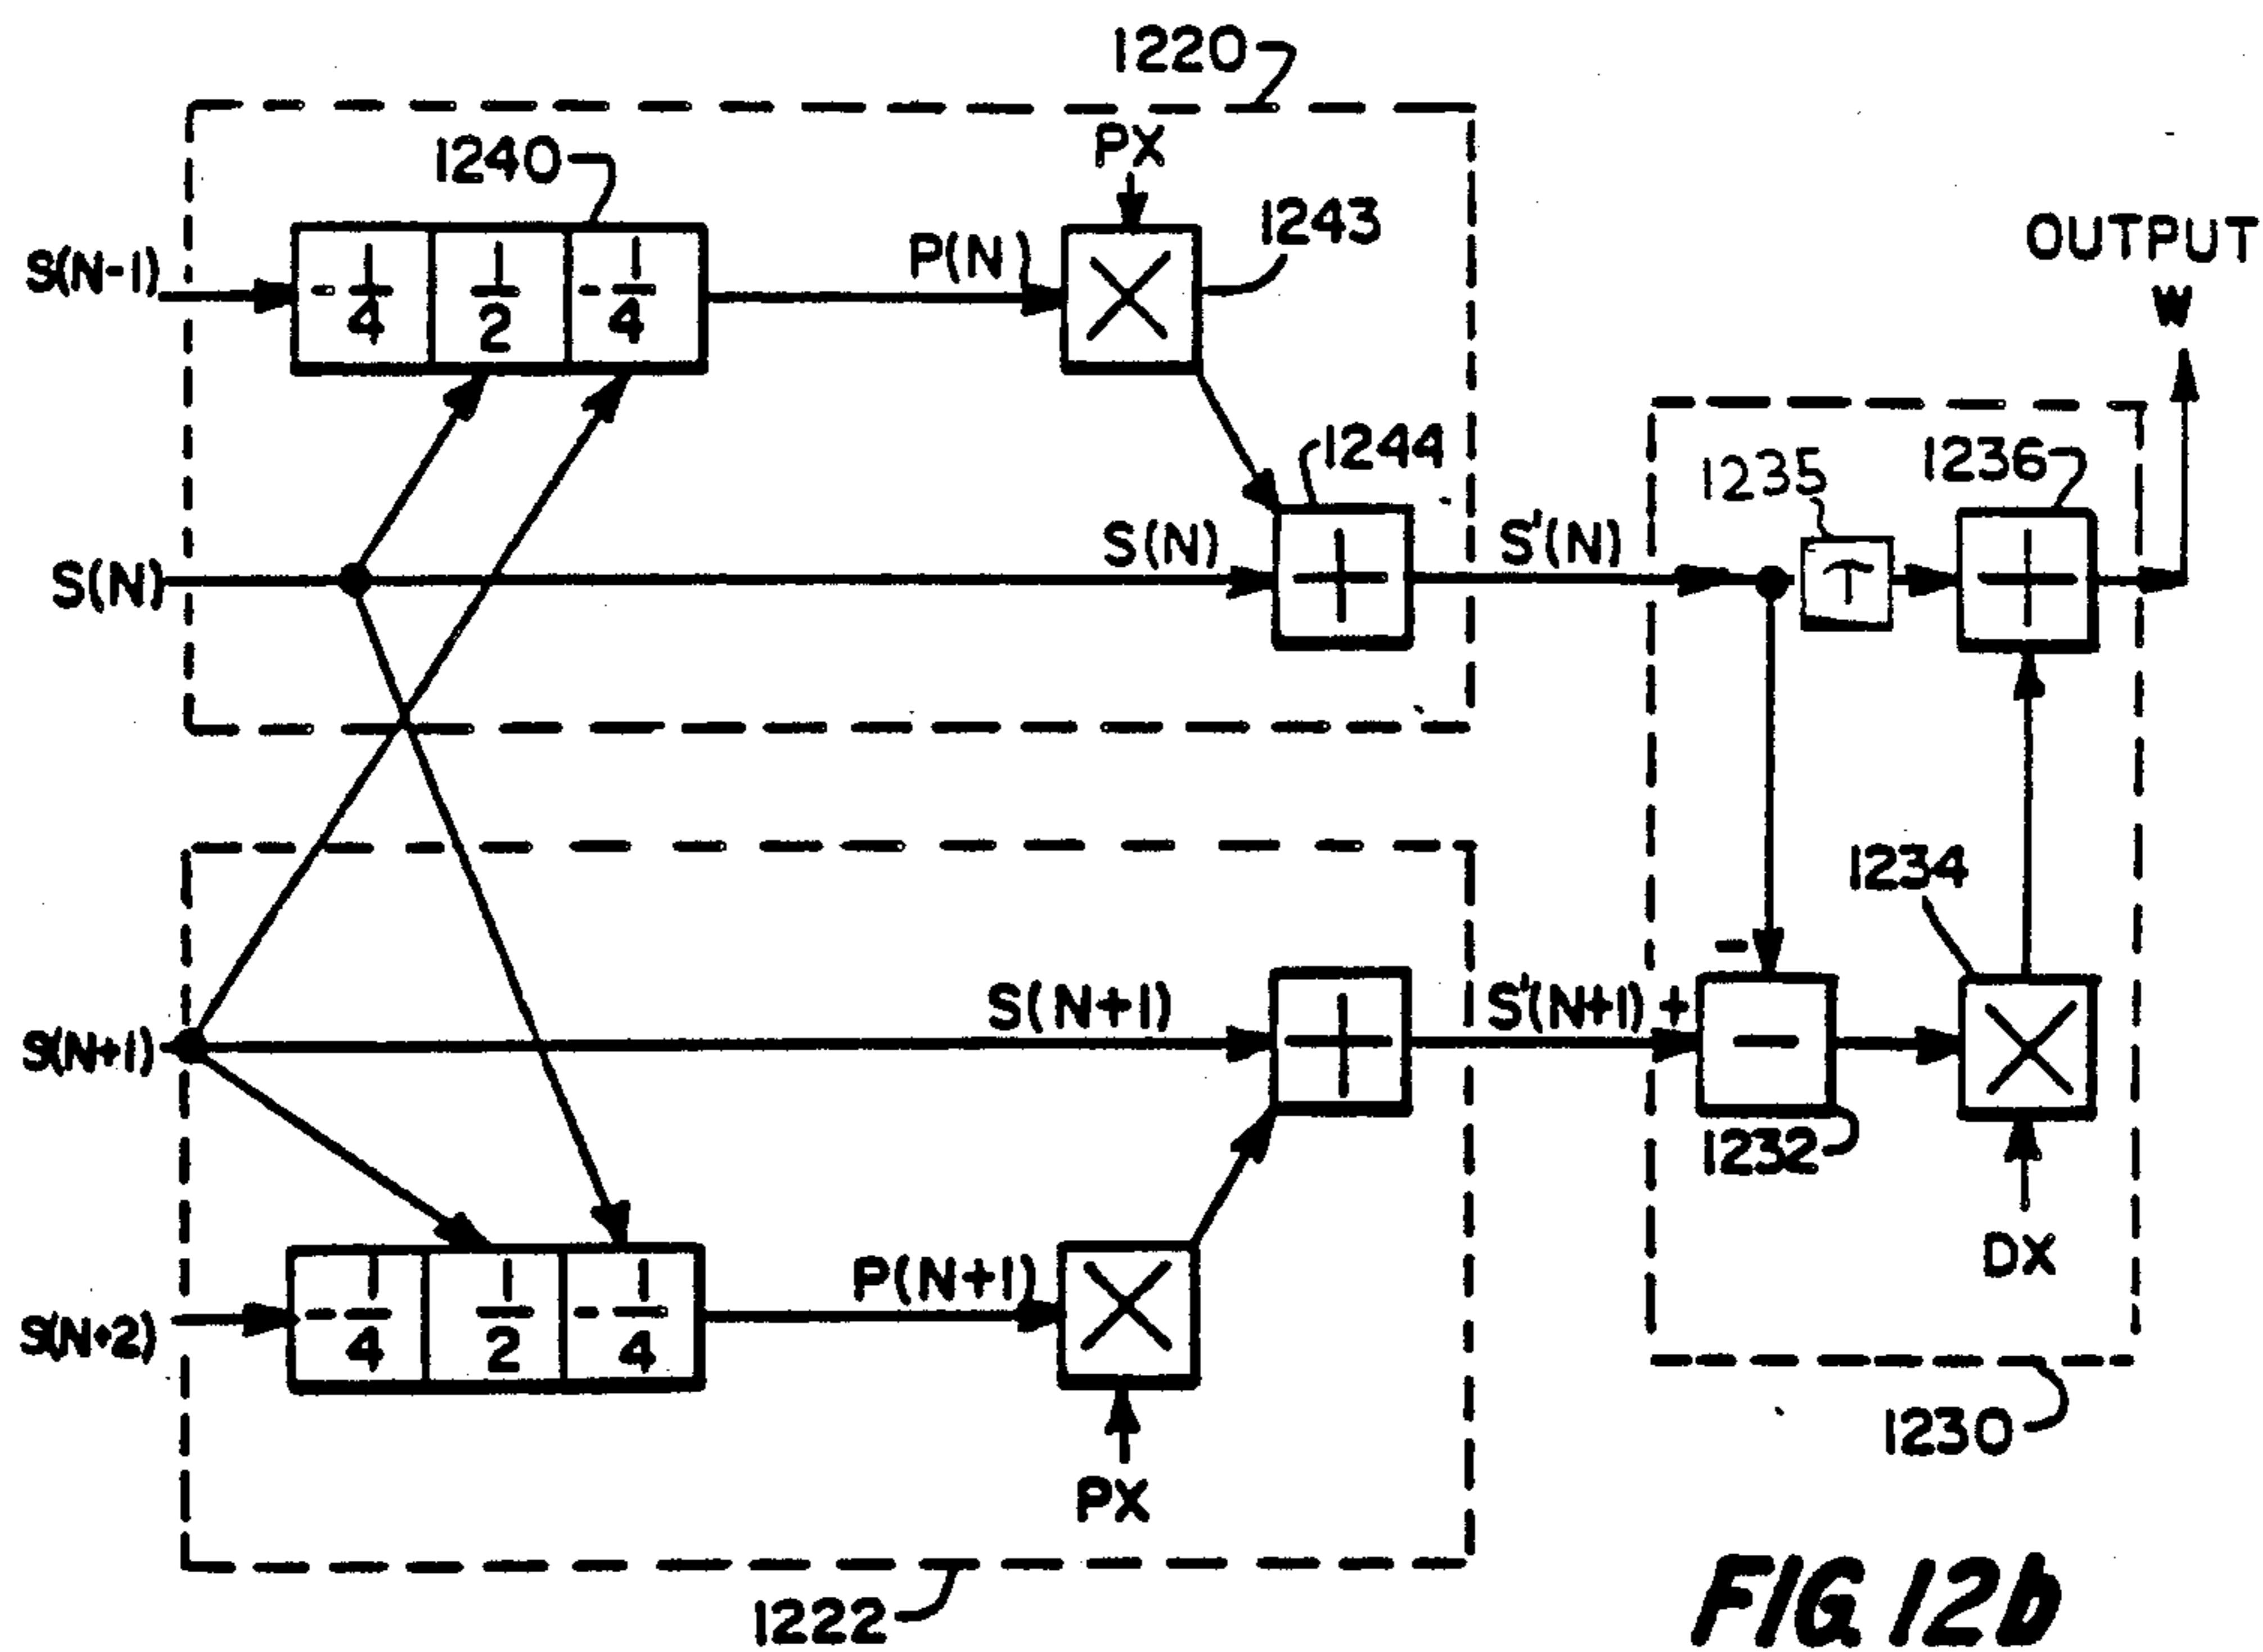 1220
1240
PX
1243
S(N-1)
-1/4 1/2 -1/4
P(N)
OUTPUT
W
1244
1235
1236
S(N)
S(N)
S'(N)
τ
1234
S(N+1)
S(N+1)
S'(N+1) +
-
1232
DX
S(N+2)
-1/4 1/2 -1/4
P(N+1)
PX
1230
1222
FIG 12b